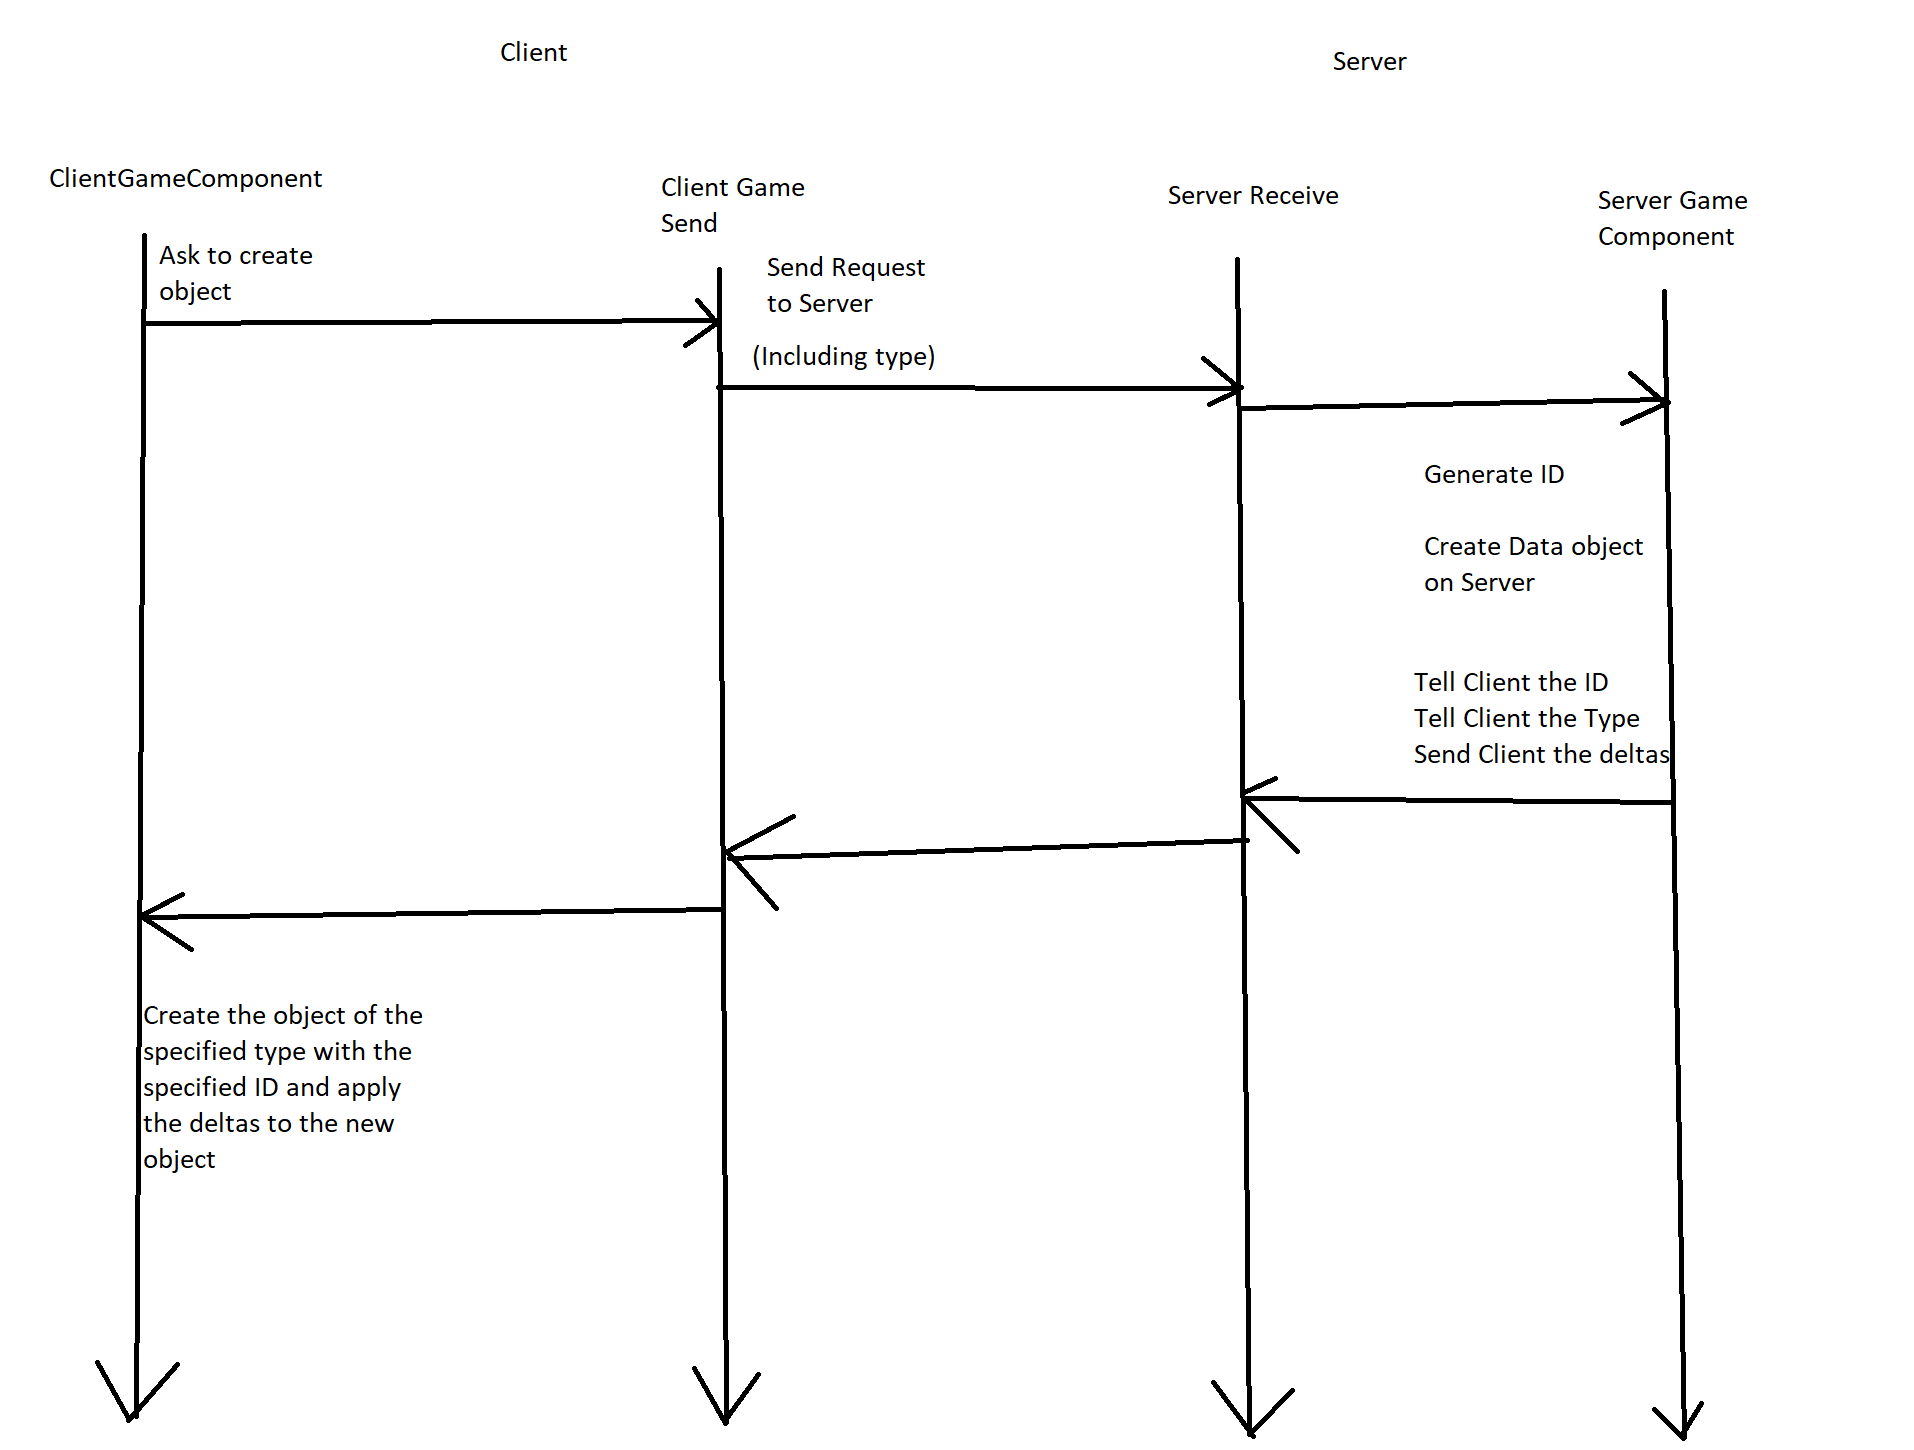 Client
Server
ClientGameComponent
Client Game
Send
Server Receive
Server Game
Component
Ask to create
object
Send Request
to Server
(Including type)
Generate ID
Create Data object
on Server
Tell Client the ID
Tell Client the Type
Send Client the deltas
Create the object of the
specified type with the
specified ID and apply
the deltas to the new
object